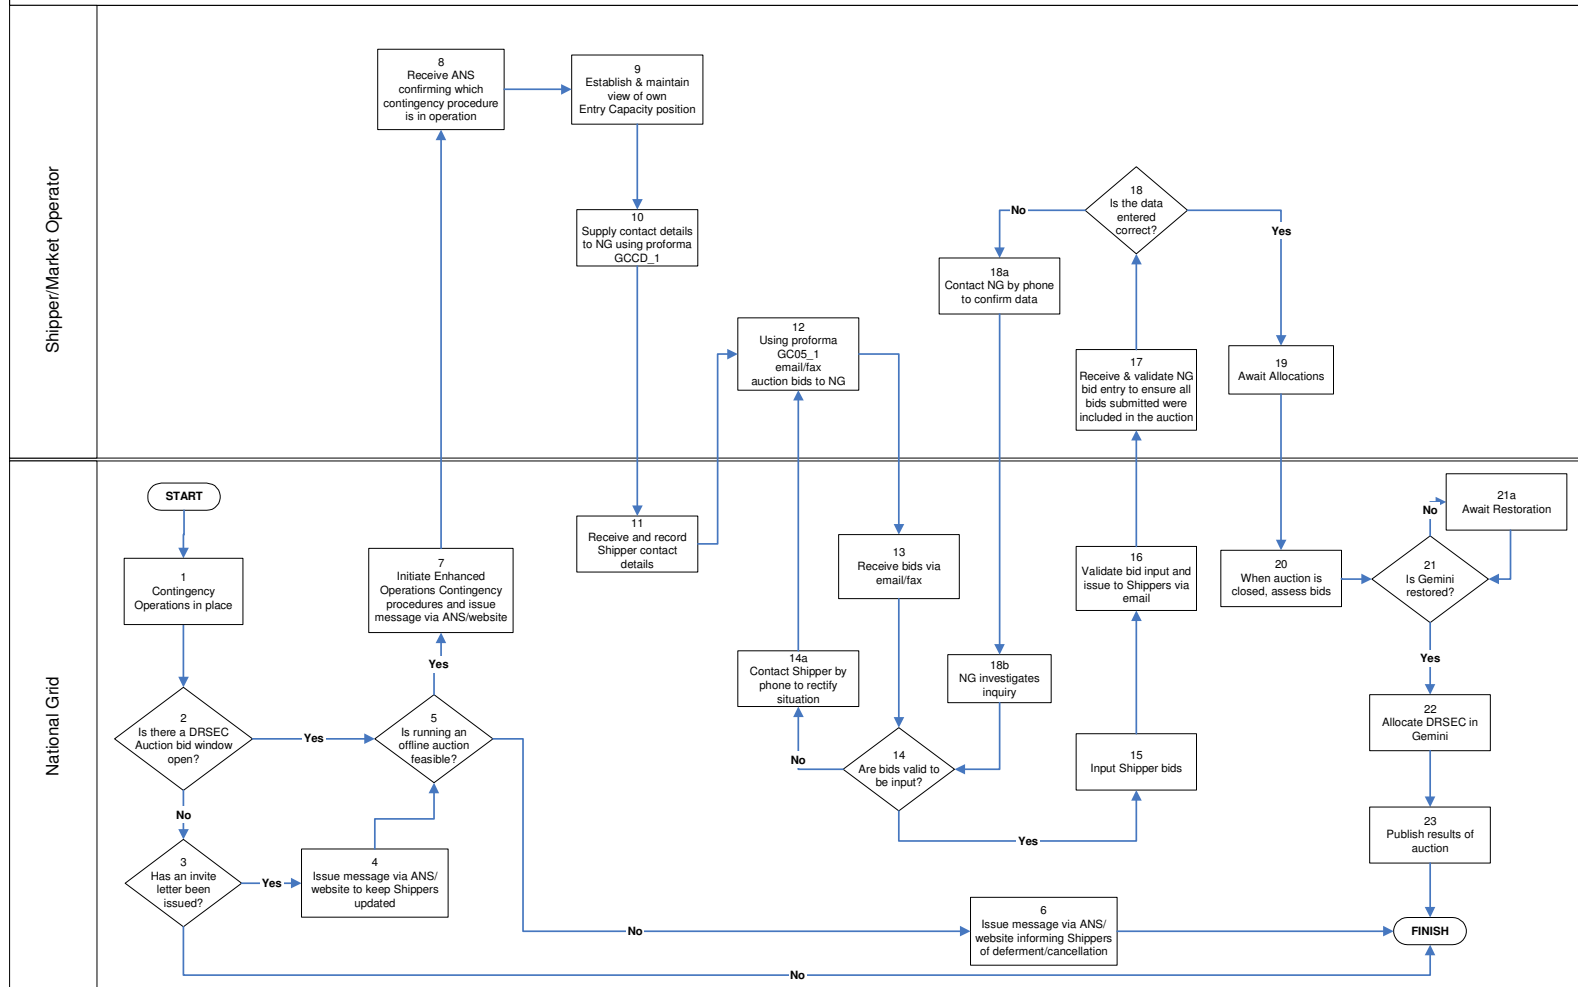 Shipper/Market Operator
8
Receive ANS
confirming which
contingency procedure
is in operation
9
Establish & maintain
view of own
Entry Capacity position
10
Supply contact details
to NG using proforma
GCCD_1
12
Using proforma
GC05_1
email/fax
auction bids to NG
18
Is the data
entered
correct?
No
Yes
18a
Contact NG by phone
to confirm data
17
Receive & validate NG
bid entry to ensure all
bids submitted were
included in the auction
19
Await Allocations
National Grid
START
1
Contingency
Operations in place
2
Is there a DRSEC
Auction bid window
open?
Yes
No
3
Has an invite
letter been
issued?
Yes
No
4
Issue message via ANS/
website to keep Shippers
updated
5
Is running an
offline auction
feasible?
Yes
No
7
Initiate Enhanced
Operations Contingency
procedures and issue
message via ANS/website
11
Receive and record
Shipper contact
details
13
Receive bids via
email/fax
14a
Contact Shipper by
phone to rectify
situation
No
14
Are bids valid to
be input?
Yes
18b
NG investigates
inquiry
15
Input Shipper bids
16
Validate bid input and
issue to Shippers via
email
20
When auction is
closed, assess bids
21
Is Gemini
restored?
No
21a
Await Restoration
Yes
22
Allocate DRSEC in
Gemini
23
Publish results of
auction
6
Issue message via ANS/
website informing Shippers
of deferment/cancellation
FINISH